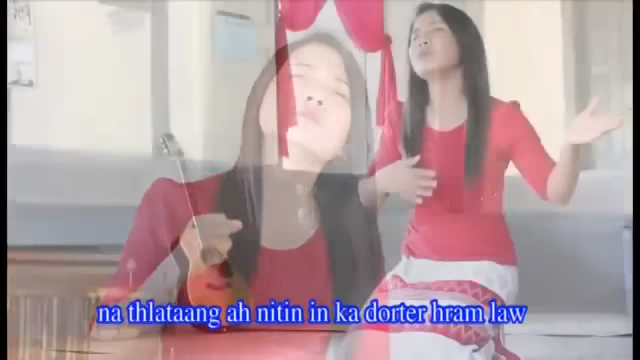 na thlataang ah nitin in ka dorter hram law